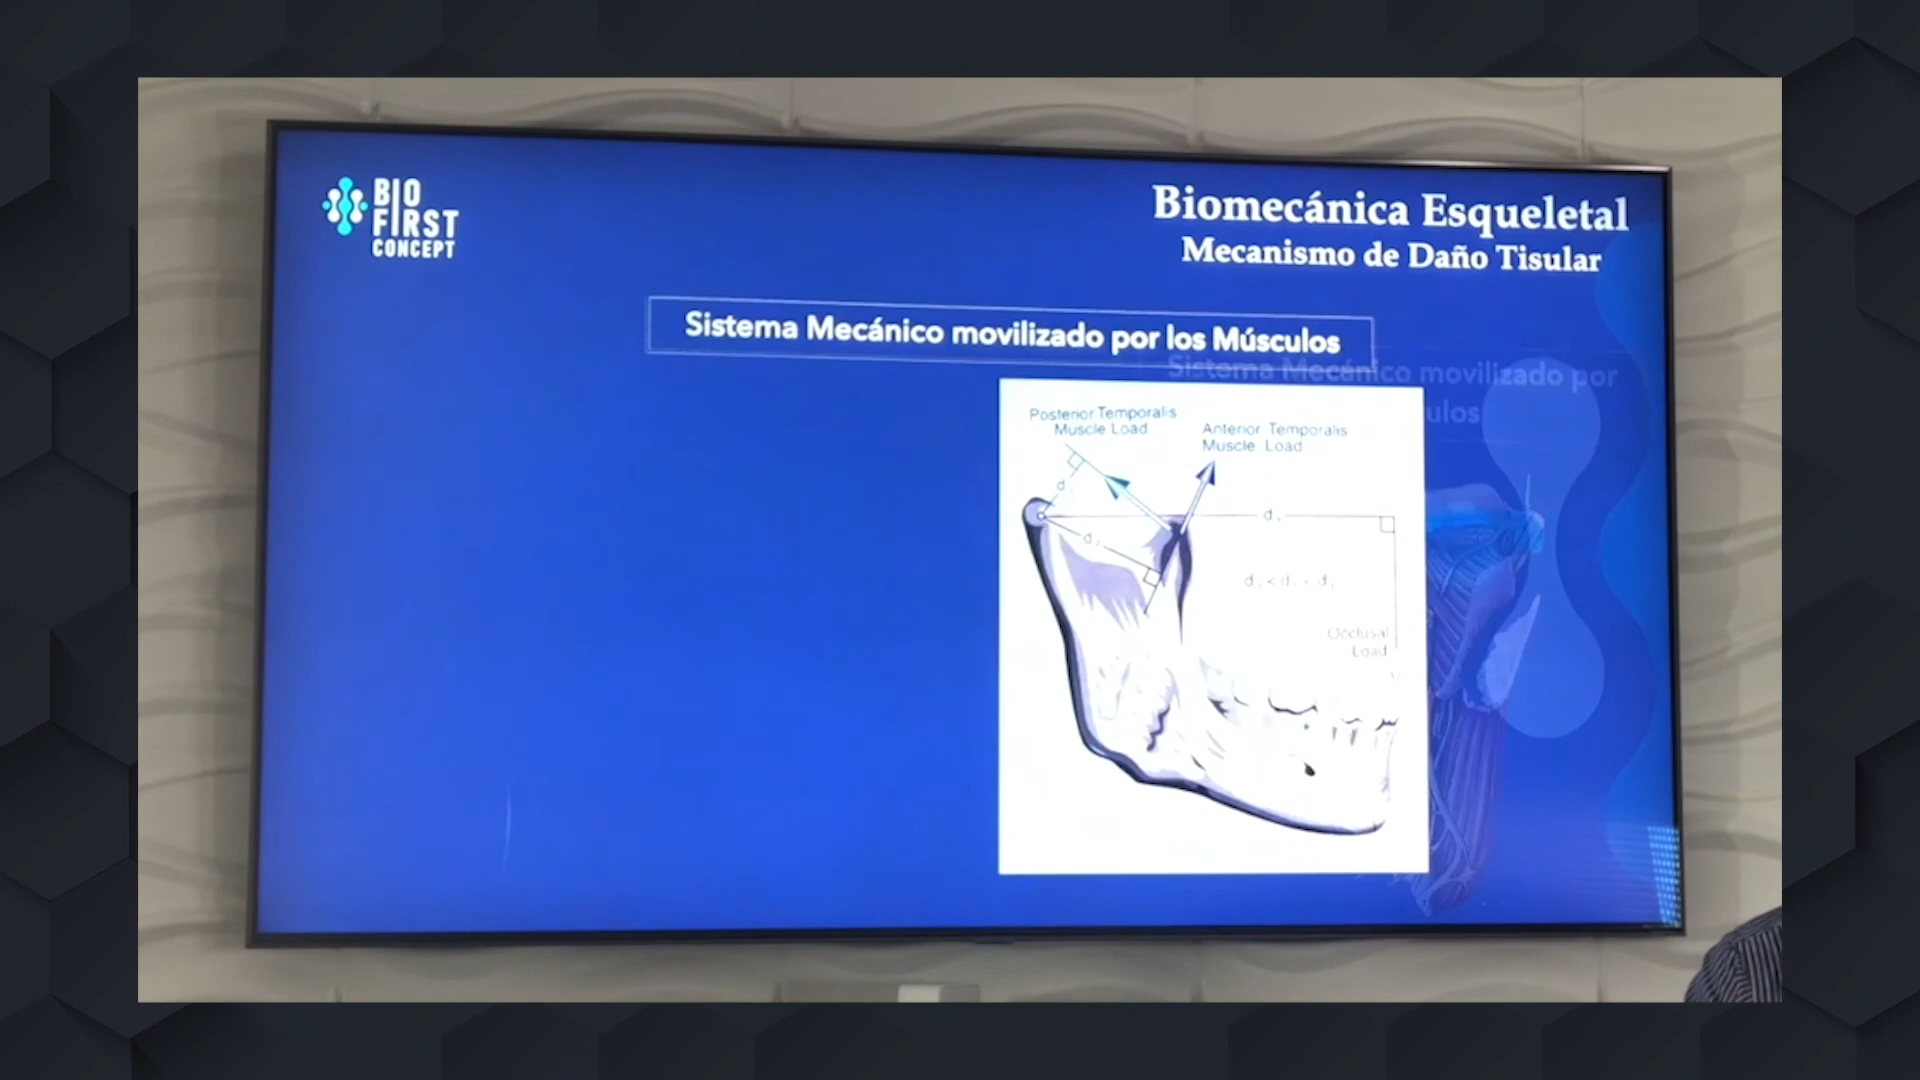 BIO
FIRST
CONCEPT
Biomecánica Esqueletal
Mecanismo de Daño Tisular
Sistema Mecánico movilizado por los Músculos
Sistema Mecánico movilizado por
ulos
Posterior Temporalis
Muscle Load
Anterior Temporalis
Muscle Load
d
d
d
Occlusal
Load